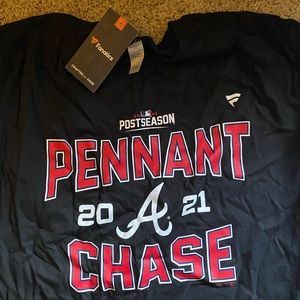 Fanatics
POSTSEASON
PENNANT
20 A 21
CHASE